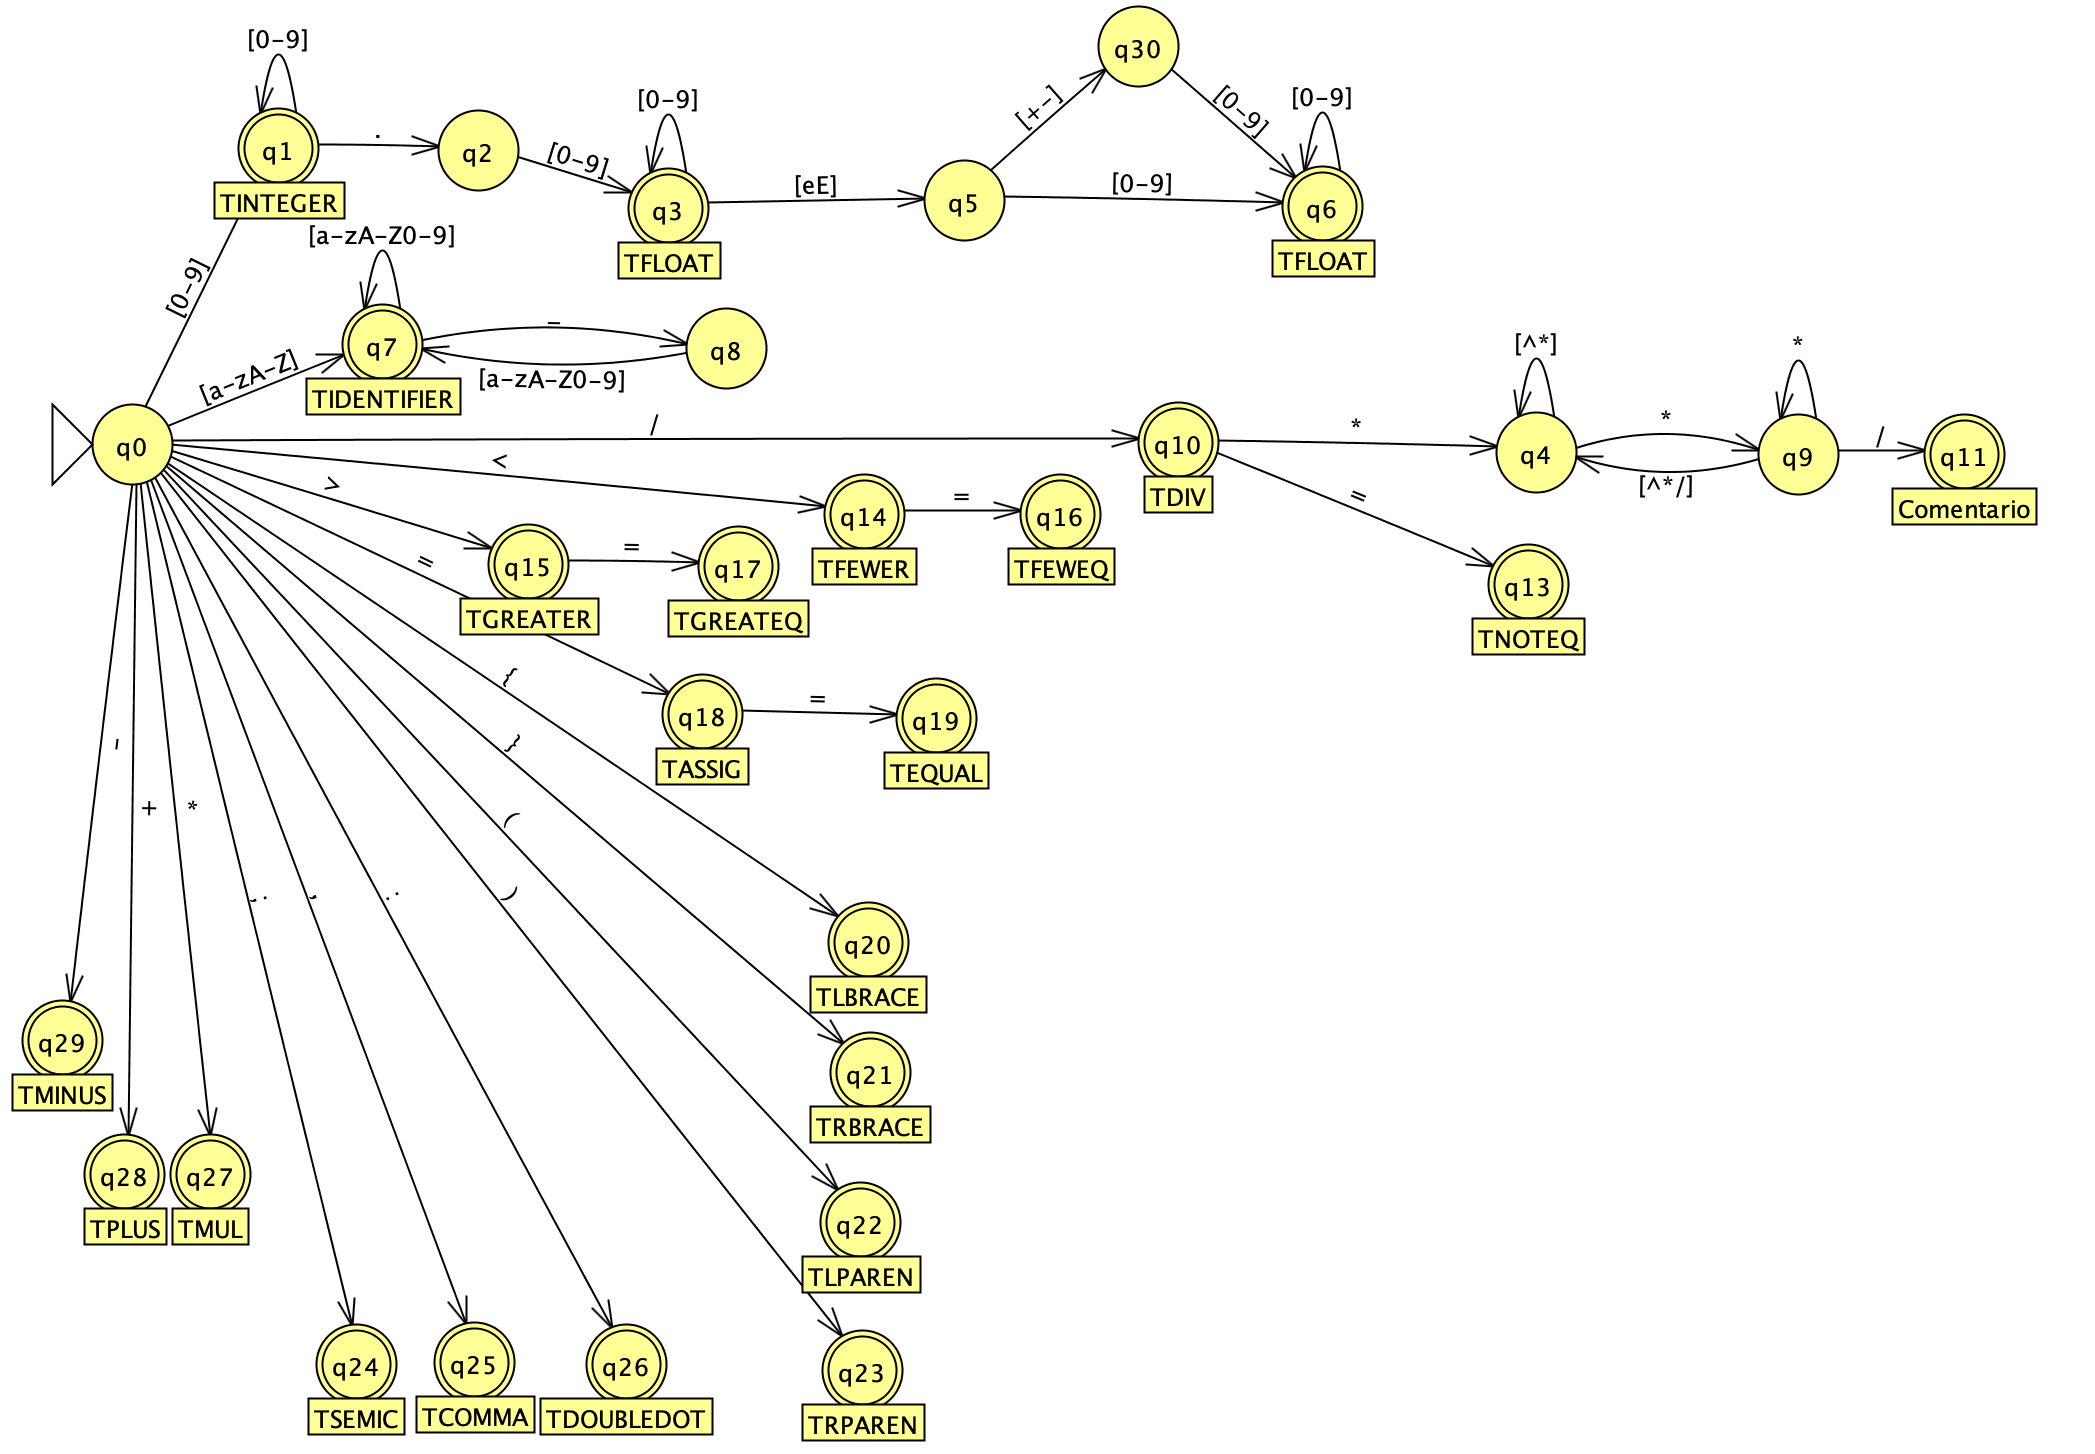 [0-9]
q30
[0-9]
[0-9]
[+-]
[0-9]
q1
.
q2
[0-9]
q3
[eE]
q5
[0-9]
q6
TINTEGER
TFLOAT
TFLOAT
[0-9]
[a-zA-Z0-9]
q7
_
q8
[a-zA-Z0-9]
TIDENTIFIER
[a-zA-Z]
q0
/
q10
TDIV
*
[^*]
q4
*
*
q9
[^*/]
/
q11
Comentario
=
q13
TNOTEQ
<
q14
TFEWER
=
q16
TFEWEQ
>
q15
TGREATER
=
q17
TGREATEQ
=
q18
TASSIG
=
q19
TEQUAL
{
q20
TLBRACE
}
q21
TRBRACE
(
q22
TLPAREN
)
q23
TRPAREN
-
q29
TMINUS
+
q28
TPLUS
*
q27
TMUL
;
q24
TSEMIC
,
q25
TCOMMA
:
q26
TDOUBLEDOT